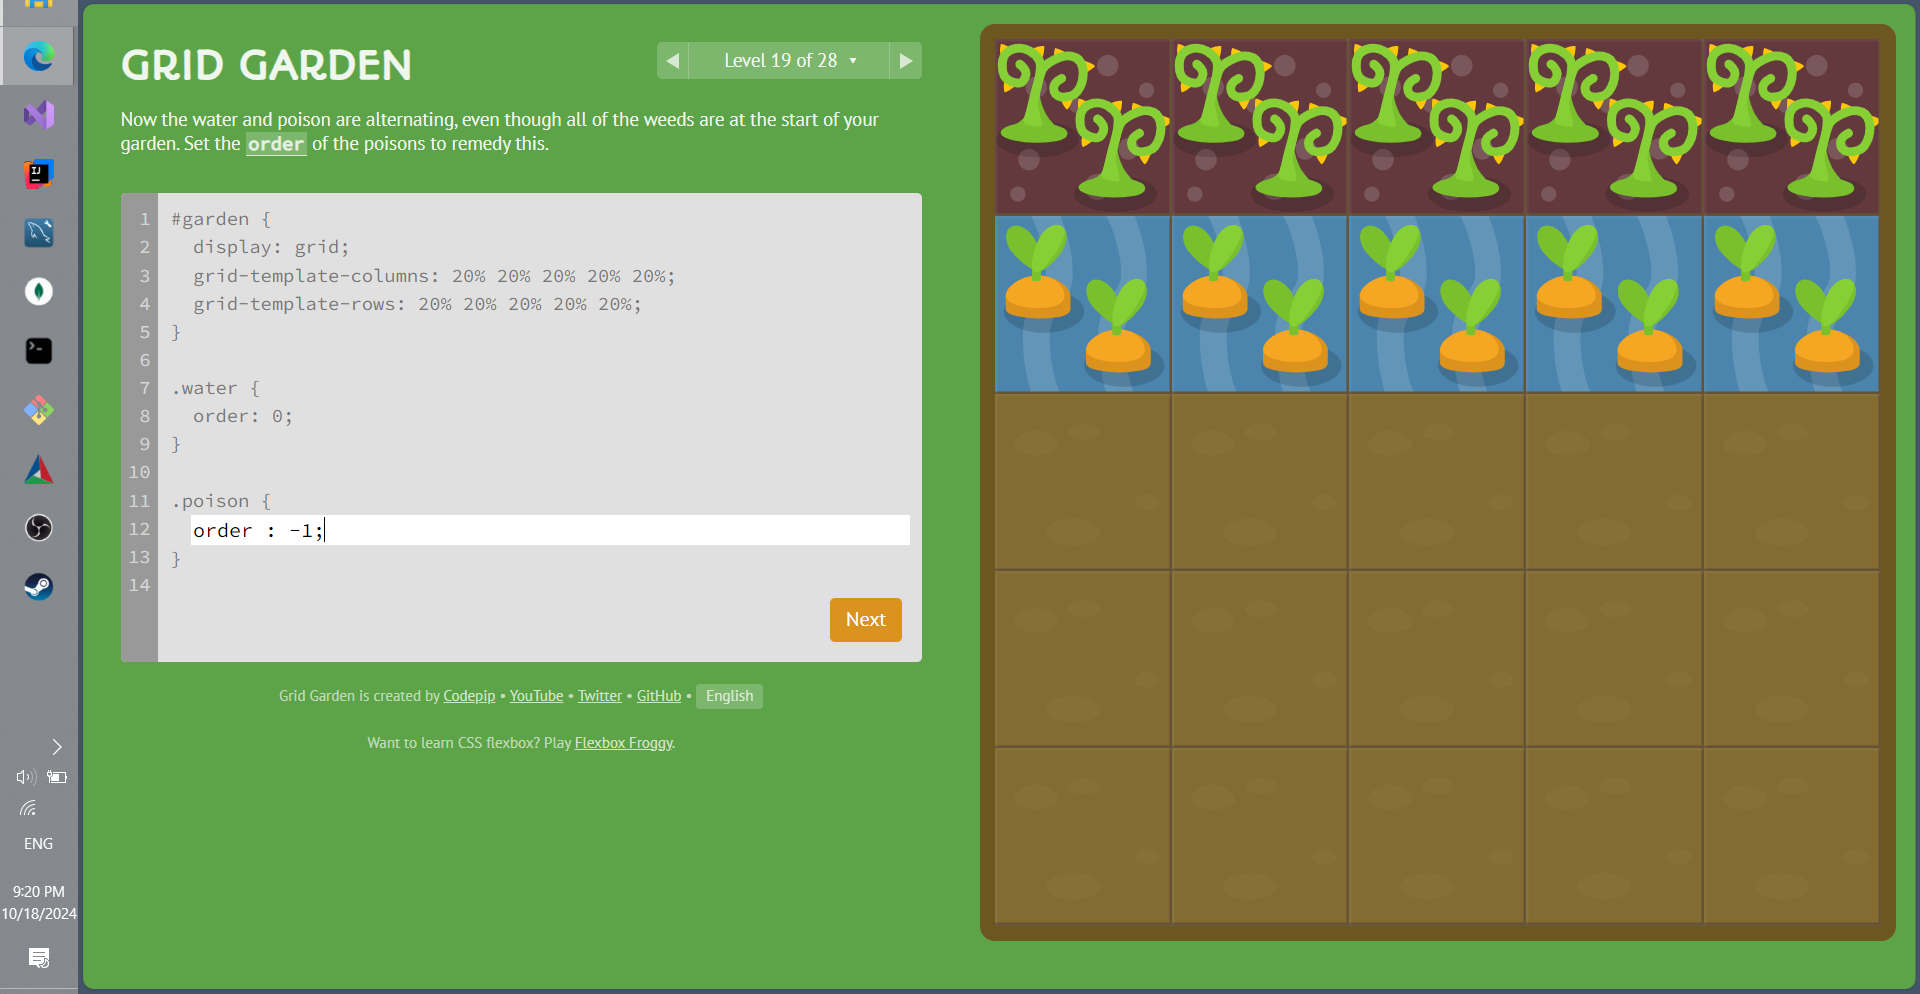 GRID GARDEN
Level 19 of 28
Now the water and poison are alternating, even though all of the weeds are at the start of your
garden. Set the order of the poisons to remedy this.
1 #garden {
2 display: grid;
3 grid-template-columns: 20% 20% 20% 20% 20%;
4 grid-template-rows: 20% 20% 20% 20% 20%;
5 }
6
7 .water {
8 order: 0;
9 }
10
11 .poison {
12 order : -1;
13 }
14
Next
Grid Garden is created by Codepip • YouTube • Twitter • GitHub • English
Want to learn CSS flexbox? Play Flexbox Froggy.
IJ
ENG
9:20 PM
10/18/2024